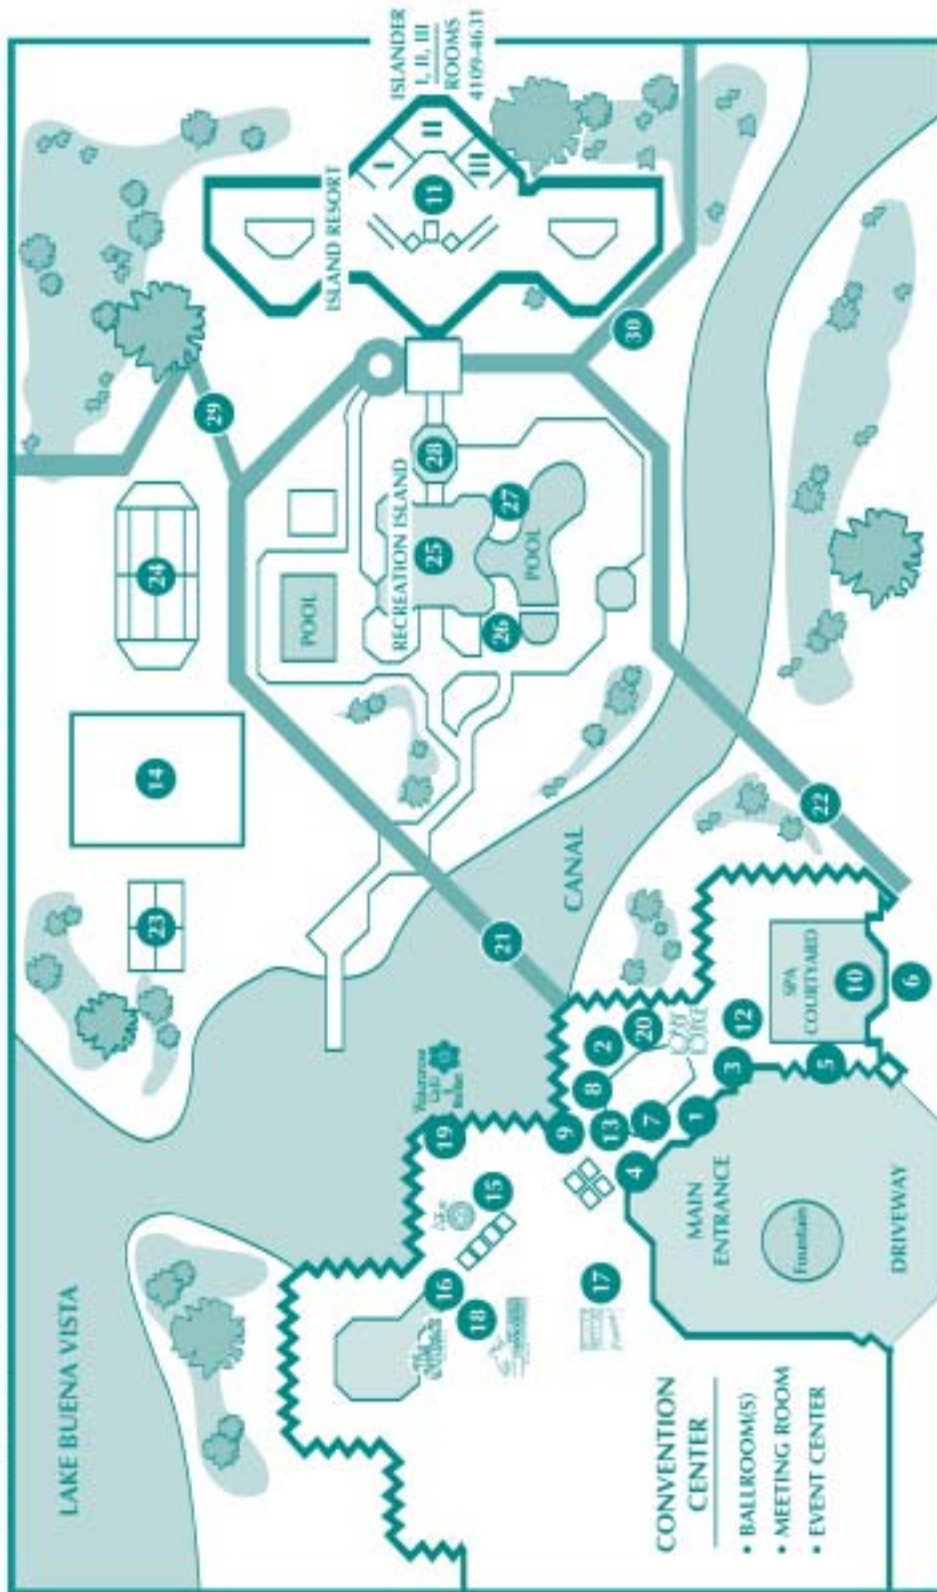 ISLANDER
I, II, III
ROOMS
4109-4631
ISLAND RESORT
I
II
III
11
30
29
28
RECREATION ISLAND
25
27
POOL
26
POOL
24
14
23
22
21
CANAL
LAKE BUENA VISTA
SPA
COURTYARD
10
6
12
5
3
20
2
8
7
13
9
1
4
19
15
16
18
17
MAIN
ENTRANCE
Fountain
DRIVEWAY
CONVENTION
CENTER
• BALLROOM(S)
• MEETING ROOM
• EVENT CENTER